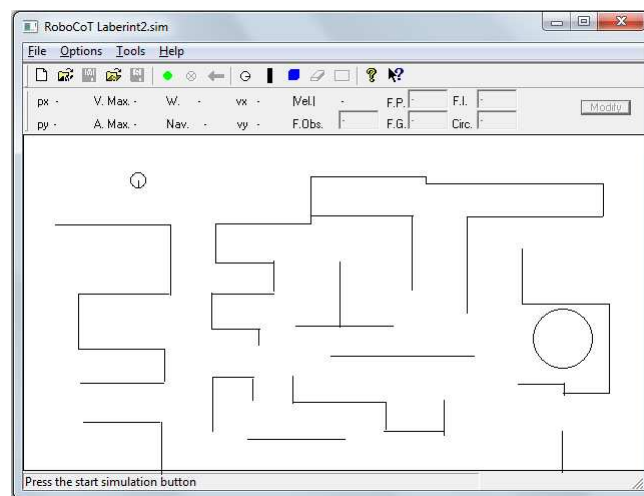 RoboCoT Laberint2.sim
File Options Tools Help
px - V. Max. - W. - vx - |Vel.| - F.P. - F.I. -
Modify
py - A. Max. - Nav. - vy - F.Obs. - F.G. - Circ. -
Press the start simulation button